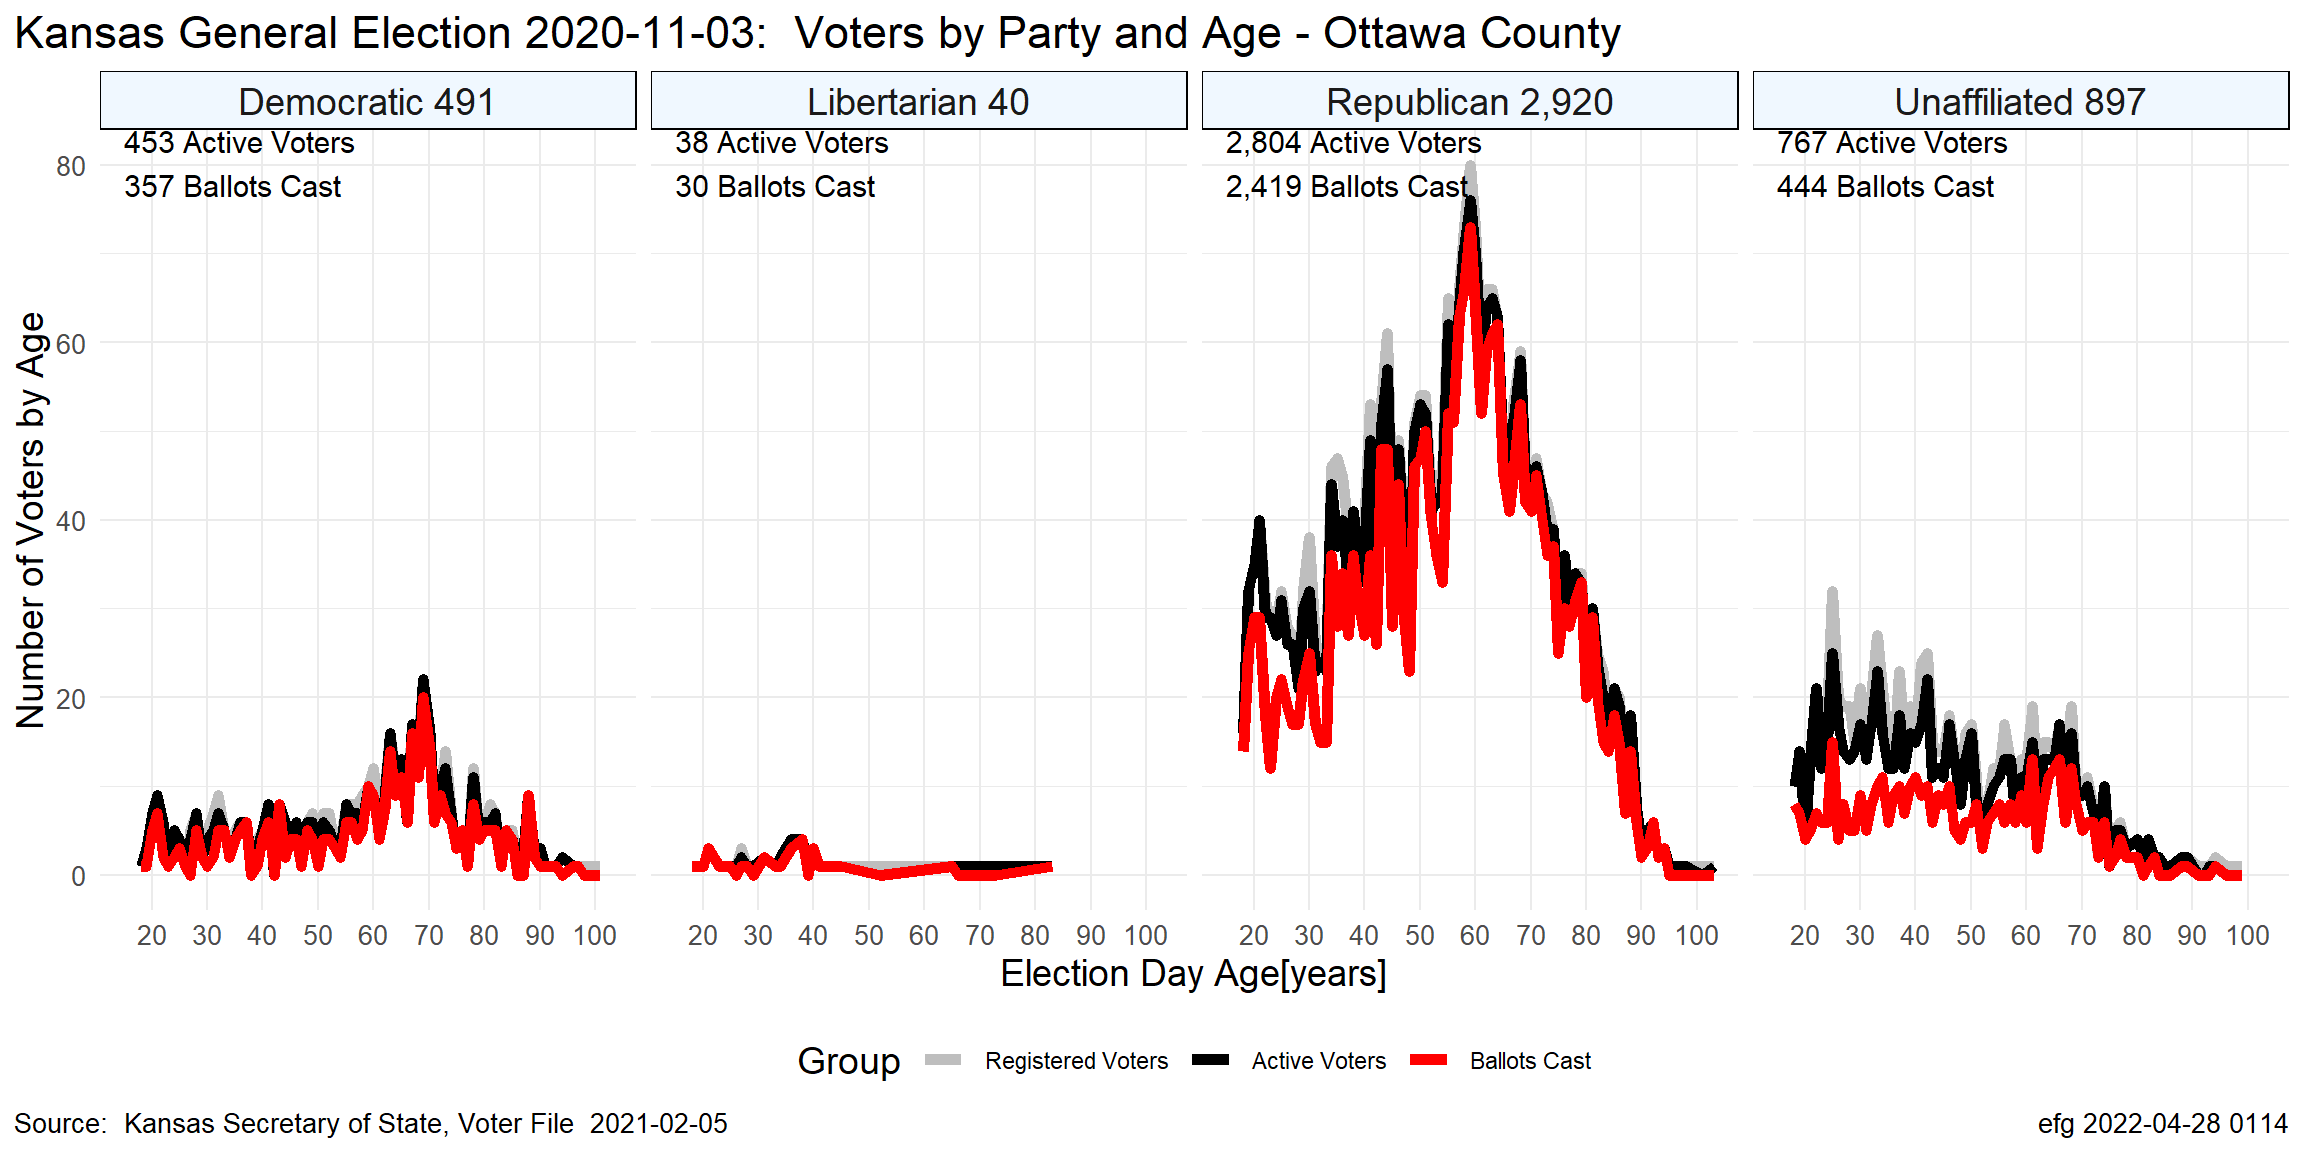 Kansas General Election 2020-11-03:  Voters by Party and Age - Ottawa County
Democratic 491
Libertarian 40
Republican 2,920
Unaffiliated 897
453 Active Voters
357 Ballots Cast
38 Active Voters
30 Ballots Cast
2,804 Active Voters
2,419 Ballots Cast
767 Active Voters
444 Ballots Cast
Number of Voters by Age
80
60
40
20
0
20 30 40 50 60 70 80 90 100
20 30 40 50 60 70 80 90 100
20 30 40 50 60 70 80 90 100
20 30 40 50 60 70 80 90 100
Election Day Age[years]
Group Registered Voters Active Voters Ballots Cast
Source:  Kansas Secretary of State, Voter File  2021-02-05
efg 2022-04-28 0114